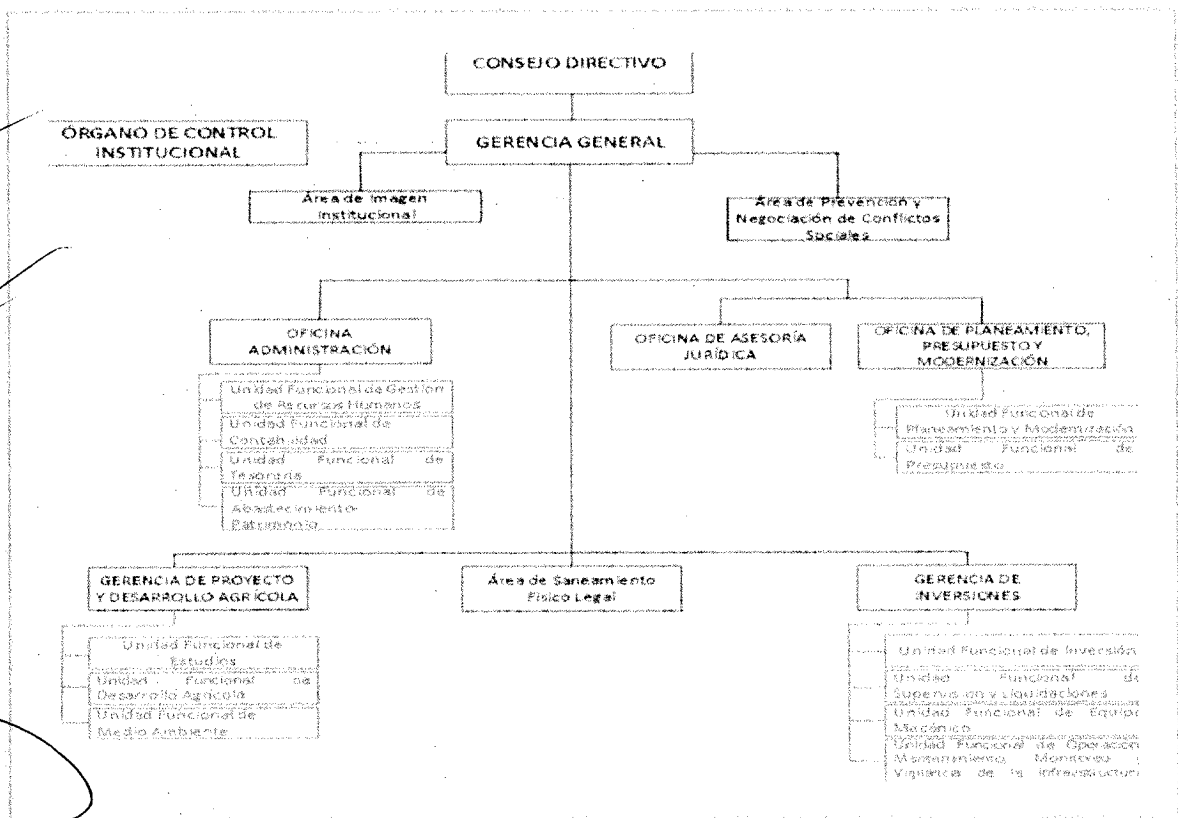 CONSEJO DIRECTIVO
ÓRGANO DE CONTROL
INSTITUCIONAL
GERENCIA GENERAL
Área de Imagen
Institucional
Área de Prevención y
Negociación de Conflictos
Sociales
OFICINA
ADMINISTRACIÓN
OFICINA DE ASESORÍA
JURÍDICA
OFICINA DE PLANEAMIENTO,
PRESUPUESTO Y
MODERNIZACIÓN
Unidad Funcional de Gestión
de Recursos Humanos
Unidad Funcional de
Contabilidad
Unidad Funcional de
Tesorería
Unidad Funcional de
Abastecimiento-
Patrimonio
Unidad Funcional de
Planeamiento y Modernización
Unidad Funcional de
Presupuesto
GERENCIA DE PROYECTO
Y DESARROLLO AGRÍCOLA
Área de Saneamiento
Físico Legal
GERENCIA DE
INVERSIONES
Unidad Funcional de
Estudios
Unidad Funcional de
Desarrollo Agrícola
Unidad Funcional de
Medio Ambiente
Unidad Funcional de Inversión
Unidad Funcional de
Supervisión y Liquidaciones
Unidad Funcional de Equipo
Mecánico
Unidad Funcional de Operación
Mantenimiento Monitoreo
Vigilancia de la Infraestructura